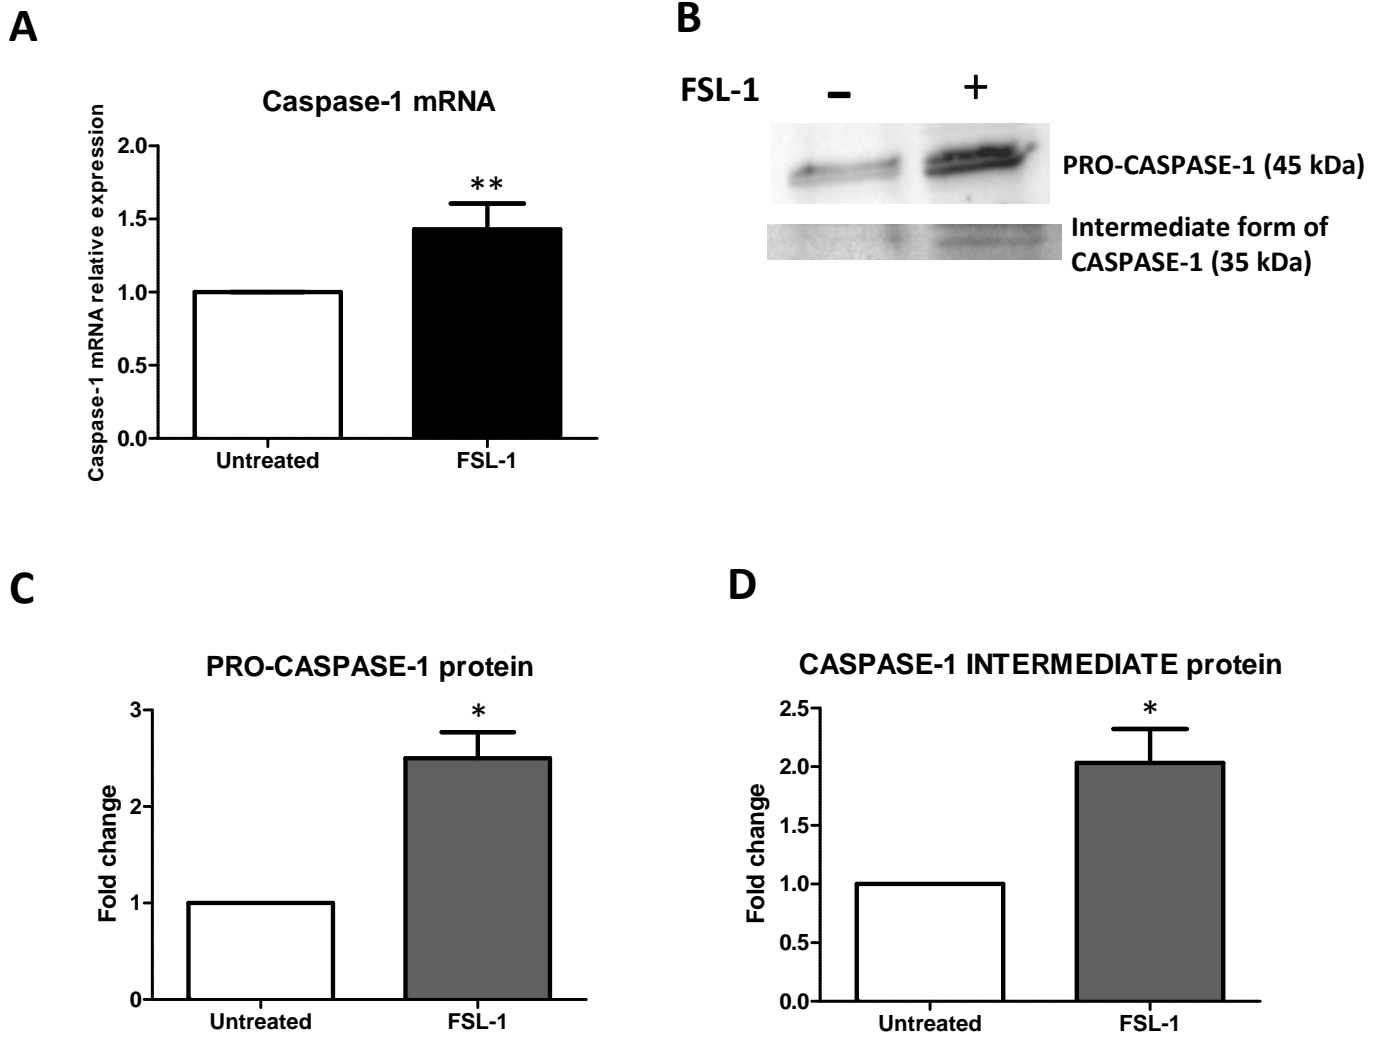 A
Caspase-1 mRNA
Caspase-1 mRNA relative expression
2.0
1.5
1.0
0.5
0.0
**
Untreated
FSL-1
B
FSL-1 - +
PRO-CASPASE-1 (45 kDa)
Intermediate form of
CASPASE-1 (35 kDa)
C
PRO-CASPASE-1 protein
Fold change
3
2
1
0
*
Untreated
FSL-1
D
CASPASE-1 INTERMEDIATE protein
Fold change
2.5
2.0
1.5
1.0
0.5
0.0
*
Untreated
FSL-1